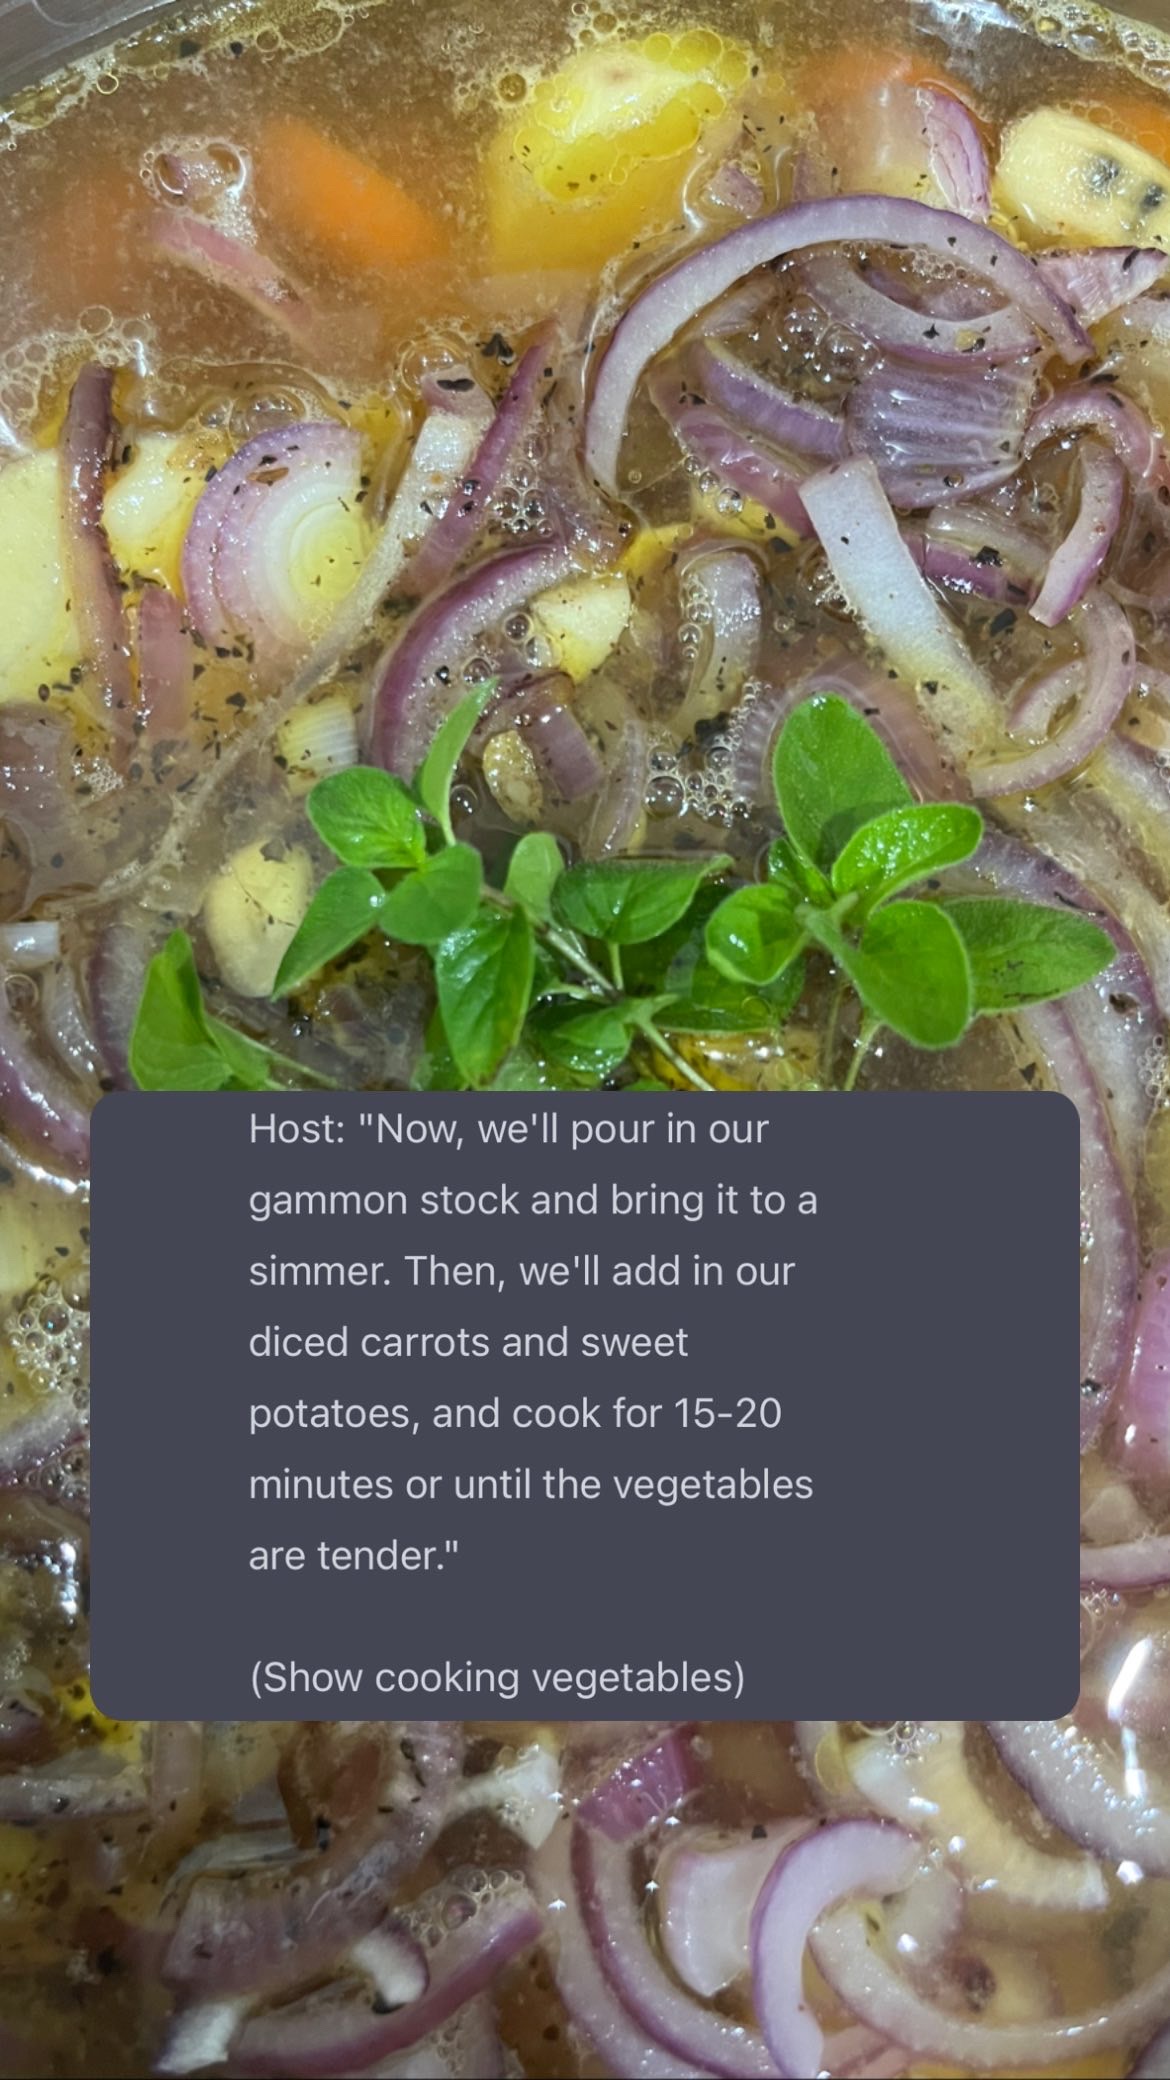 Host: "Now, we'll pour in our
gammon stock and bring it to a
simmer. Then, we'll add in our
diced carrots and sweet
potatoes, and cook for 15-20
minutes or until the vegetables
are tender."
(Show cooking vegetables)